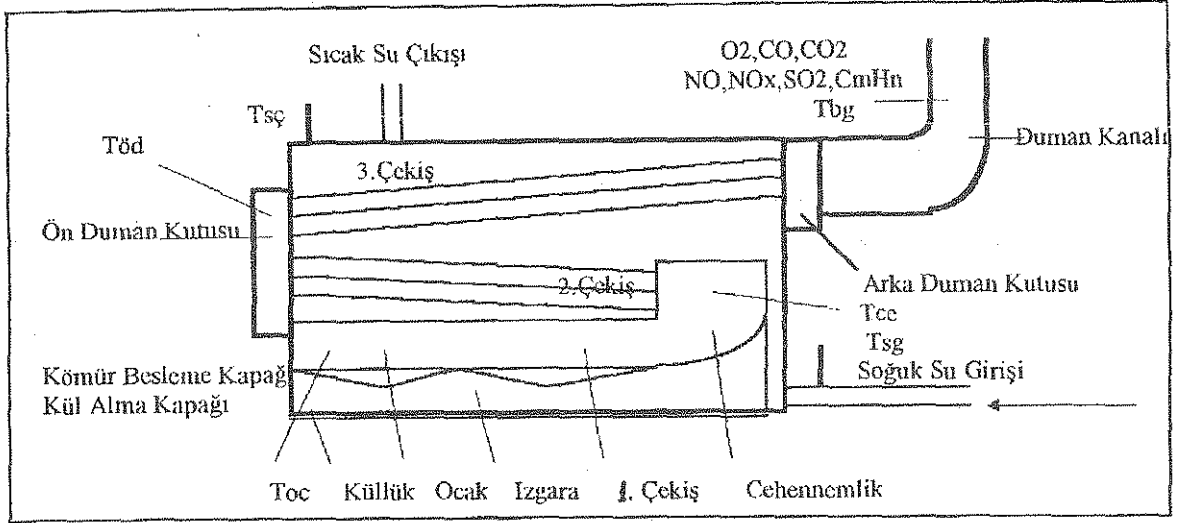 Sıcak Su Çıkışı
O2,CO,CO2
NO,NOx,SO2,CmHn
Tbg
Tsç
Töd
3.Çekiş
Duman Kanalı
Ön Duman Kutusu
2.Çekiş
Arka Duman Kutusu
Tce
Tsg
Soğuk Su Girişi
Kömür Besleme Kapağ
Kül Alma Kapağı
Toc Küllük Ocak Izgara 1. Çekiş Cehennemlik